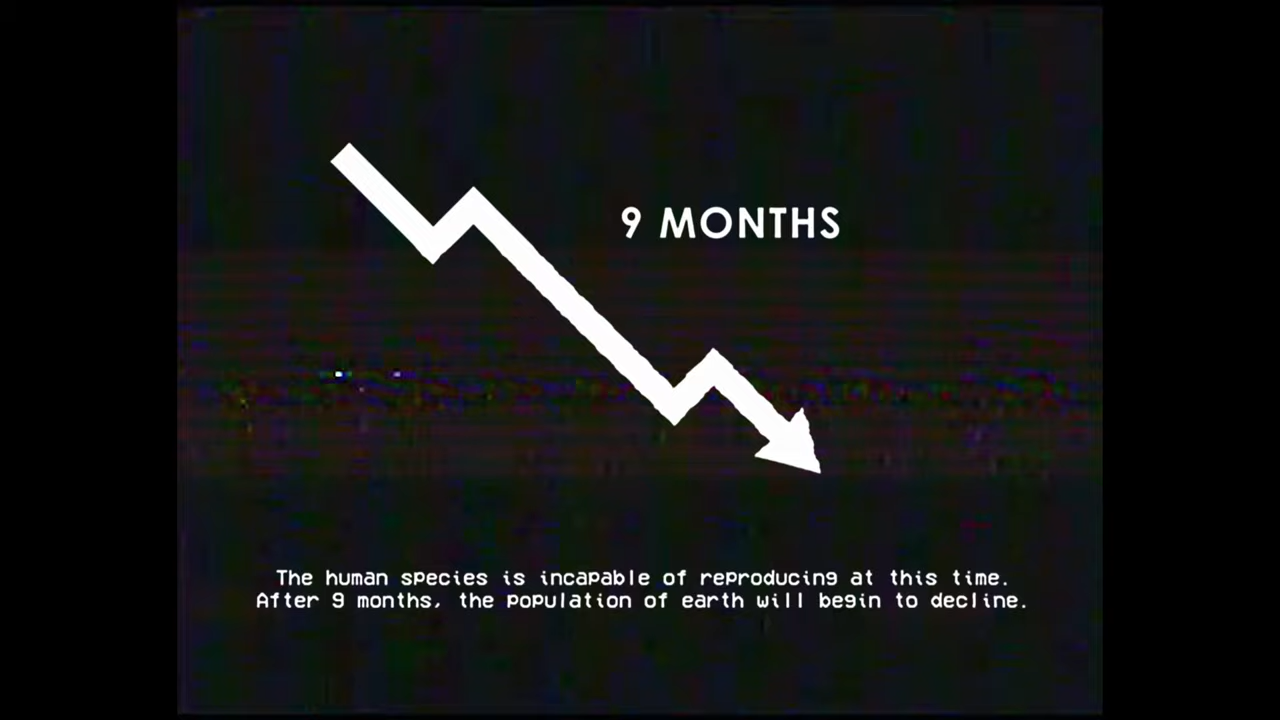 9 MONTHS
The human species is incapable of reproducing at this time.
After 9 months, the population of earth will begin to decline.